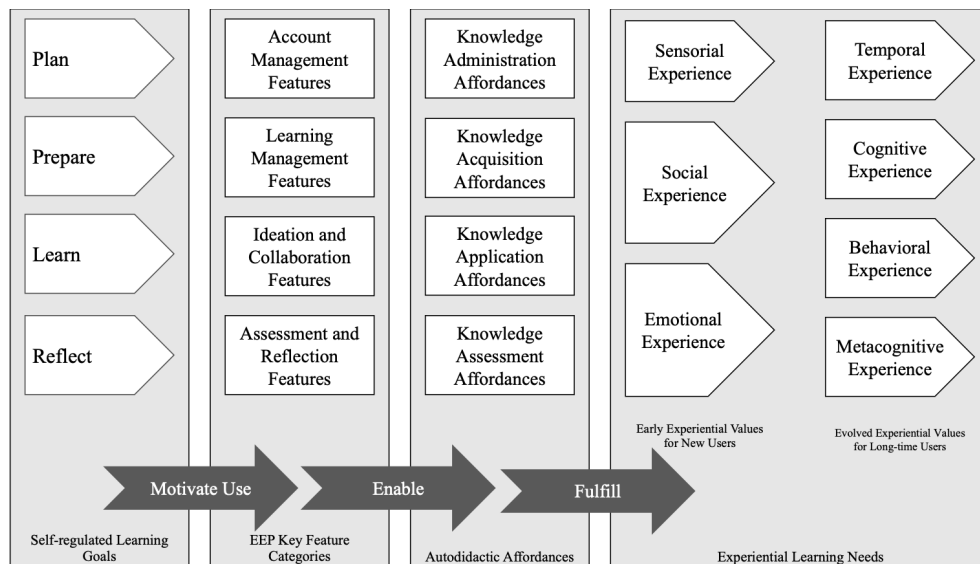 Plan
Prepare
Learn
Reflect
Account
Management
Features
Learning
Management
Features
Ideation and
Collaboration
Features
Assessment and
Reflection
Features
Knowledge
Administration
Affordances
Knowledge
Acquisition
Affordances
Knowledge
Application
Affordances
Knowledge
Assessment
Affordances
Sensorial
Experience
Social
Experience
Emotional
Experience
Early Experiential Values
for New Users
Temporal
Experience
Cognitive
Experience
Behavioral
Experience
Metacognitive
Experience
Evolved Experiential Values
for Long-time Users
Motivate Use
Enable
Fulfill
Self-regulated Learning
Goals
EEP Key Feature
Categories
Autodidactic Affordances
Experiential Learning Needs